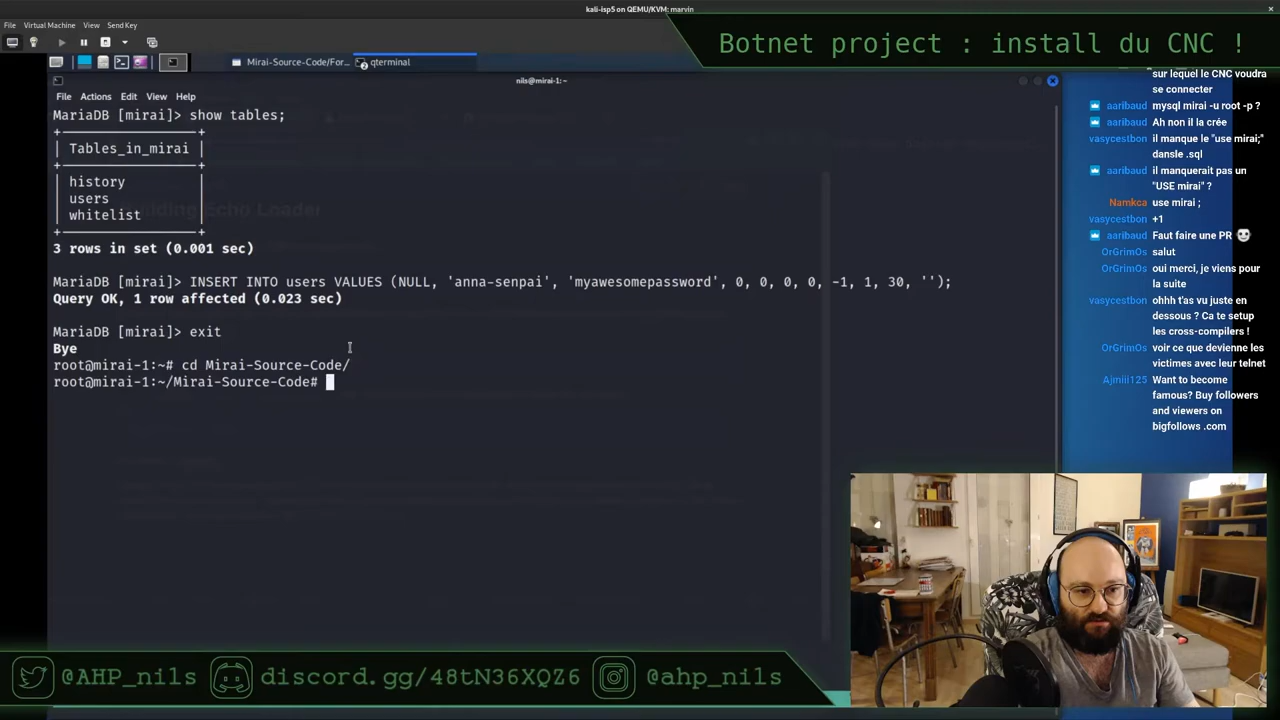 kali-isp5 on QEMU/KVM: marvin
File Virtual Machine View Send Key
Botnet project : install du CNC !
Mirai-Source-Code/For...
qterminal
nils@mirai-1: ~
File Actions Edit View Help
MariaDB [mirai]> show tables;
Tables_in_mirai
history
users
whitelist
3 rows in set (0.001 sec)
MariaDB [mirai]> INSERT INTO users VALUES (NULL, 'anna-senpai', 'myawesomepassword', 0, 0, 0, 0, -1, 1, 30, '');
Query OK, 1 row affected (0.023 sec)
MariaDB [mirai]> exit
Bye
root@mirai-1:~# cd Mirai-Source-Code/
root@mirai-1:~/Mirai-Source-Code#
Building Echo Loader
sur lequel le CNC voudra
se connecter
aaribaud mysql mirai -u root -p ?
aaribaud Ah non il la crée
vasycestbon il manque le "use mirai;"
dansle .sql
aaribaud il manquerait pas un
"USE mirai" ?
Namkca use mirai ;
vasycestbon +1
aaribaud Faut faire une PR
OrGrimOs salut
OrGrimOs oui merci, je viens pour
la suite
vasycestbon ohhh t'as vu juste en
dessous ? Ca te setup
les cross-compilers !
OrGrimOs voir ce que devienne les
victimes avec leur telnet
Ajmiii125 Want to become
famous? Buy followers
and viewers on
bigfollows .com
@AHP_nils
discord.gg/48tN36XQZ6
@ahp_nils